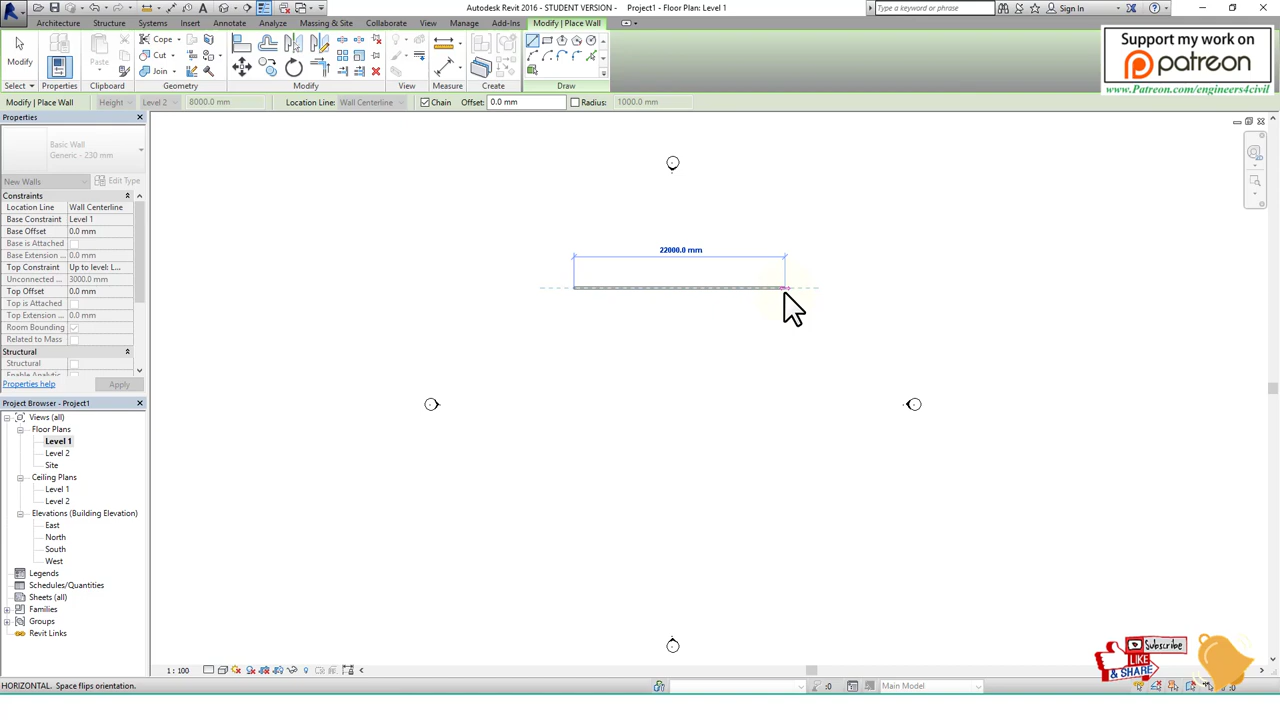 Autodesk Revit 2016 - STUDENT VERSION - Project1 - Floor Plan: Level 1
Type a keyword or phrase
Sign In
Architecture Structure Systems Insert Annotate Analyze Massing & Site Collaborate View Manage Add-Ins Modify | Place Wall
Modify
Paste
Cope
Cut
Join
Select Properties Clipboard Geometry Modify View Measure Create Draw
Support my work on
patreon
www.Patreon.com/engineers4civil
Modify | Place Wall Height Level 2 8000.0 mm Location Line: Wall Centerline Chain Offset: 0.0 mm Radius: 1000.0 mm
Properties
Basic Wall
Generic - 230 mm
New Walls Edit Type
Constraints
Location Line Wall Centerline
Base Constraint Level 1
Base Offset 0.0 mm
Base is Attached
Base Extension ... 0.0 mm
Top Constraint Up to level: L...
Unconnected ... 3000.0 mm
Top Offset 0.0 mm
Top is Attached
Top Extension ... 0.0 mm
Room Bounding
Related to Mass
Structural
Structural
Enable Analytic
Properties help Apply
22000.0 mm
Project Browser - Project1
Views (all)
Floor Plans
Level 1
Level 2
Site
Ceiling Plans
Level 1
Level 2
Elevations (Building Elevation)
East
North
South
West
Legends
Schedules/Quantities
Sheets (all)
Families
Groups
Revit Links
1 : 100
HORIZONTAL. Space flips orientation.
:0
Main Model
:0
Subscribe
LIKE
& SHARE